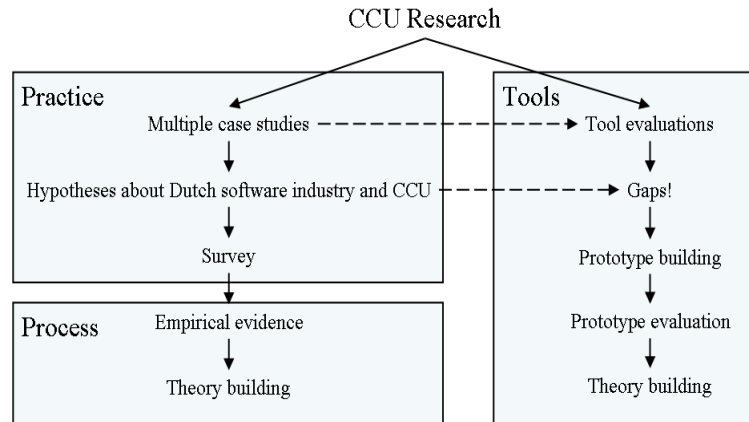 CCU Research
Practice
Multiple case studies
Hypotheses about Dutch software industry and CCU
Survey
Process
Empirical evidence
Theory building
Tools
Tool evaluations
Gaps!
Prototype building
Prototype evaluation
Theory building